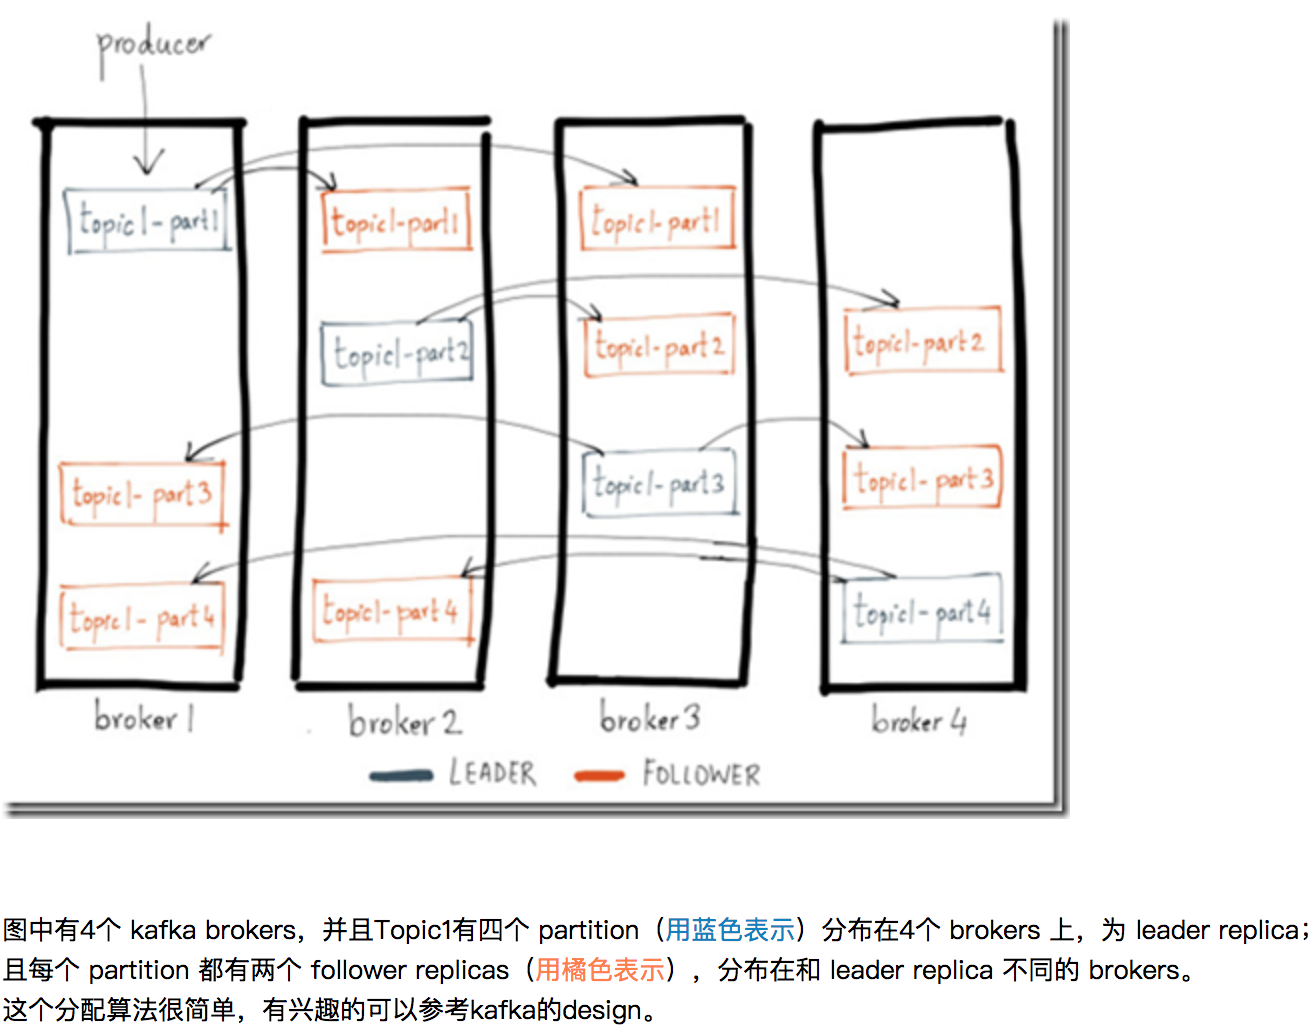 producer
topic1-part1 topic1-part1 topic1-part1
topic1-part2 topic1-part2 topic1-part2
topic1-part3 topic1-part3 topic1-part3
topic1-part4 topic1-part4 topic1-part4
broker 1 broker 2 broker 3 broker 4
LEADER FOLLOWER
图中有4个 kafka brokers，并且Topic1有四个 partition（用蓝色表示）分布在4个 brokers 上，为 leader replica；
且每个 partition 都有两个 follower replicas（用橘色表示），分布在和 leader replica 不同的 brokers。
这个分配算法很简单，有兴趣的可以参考kafka的design。